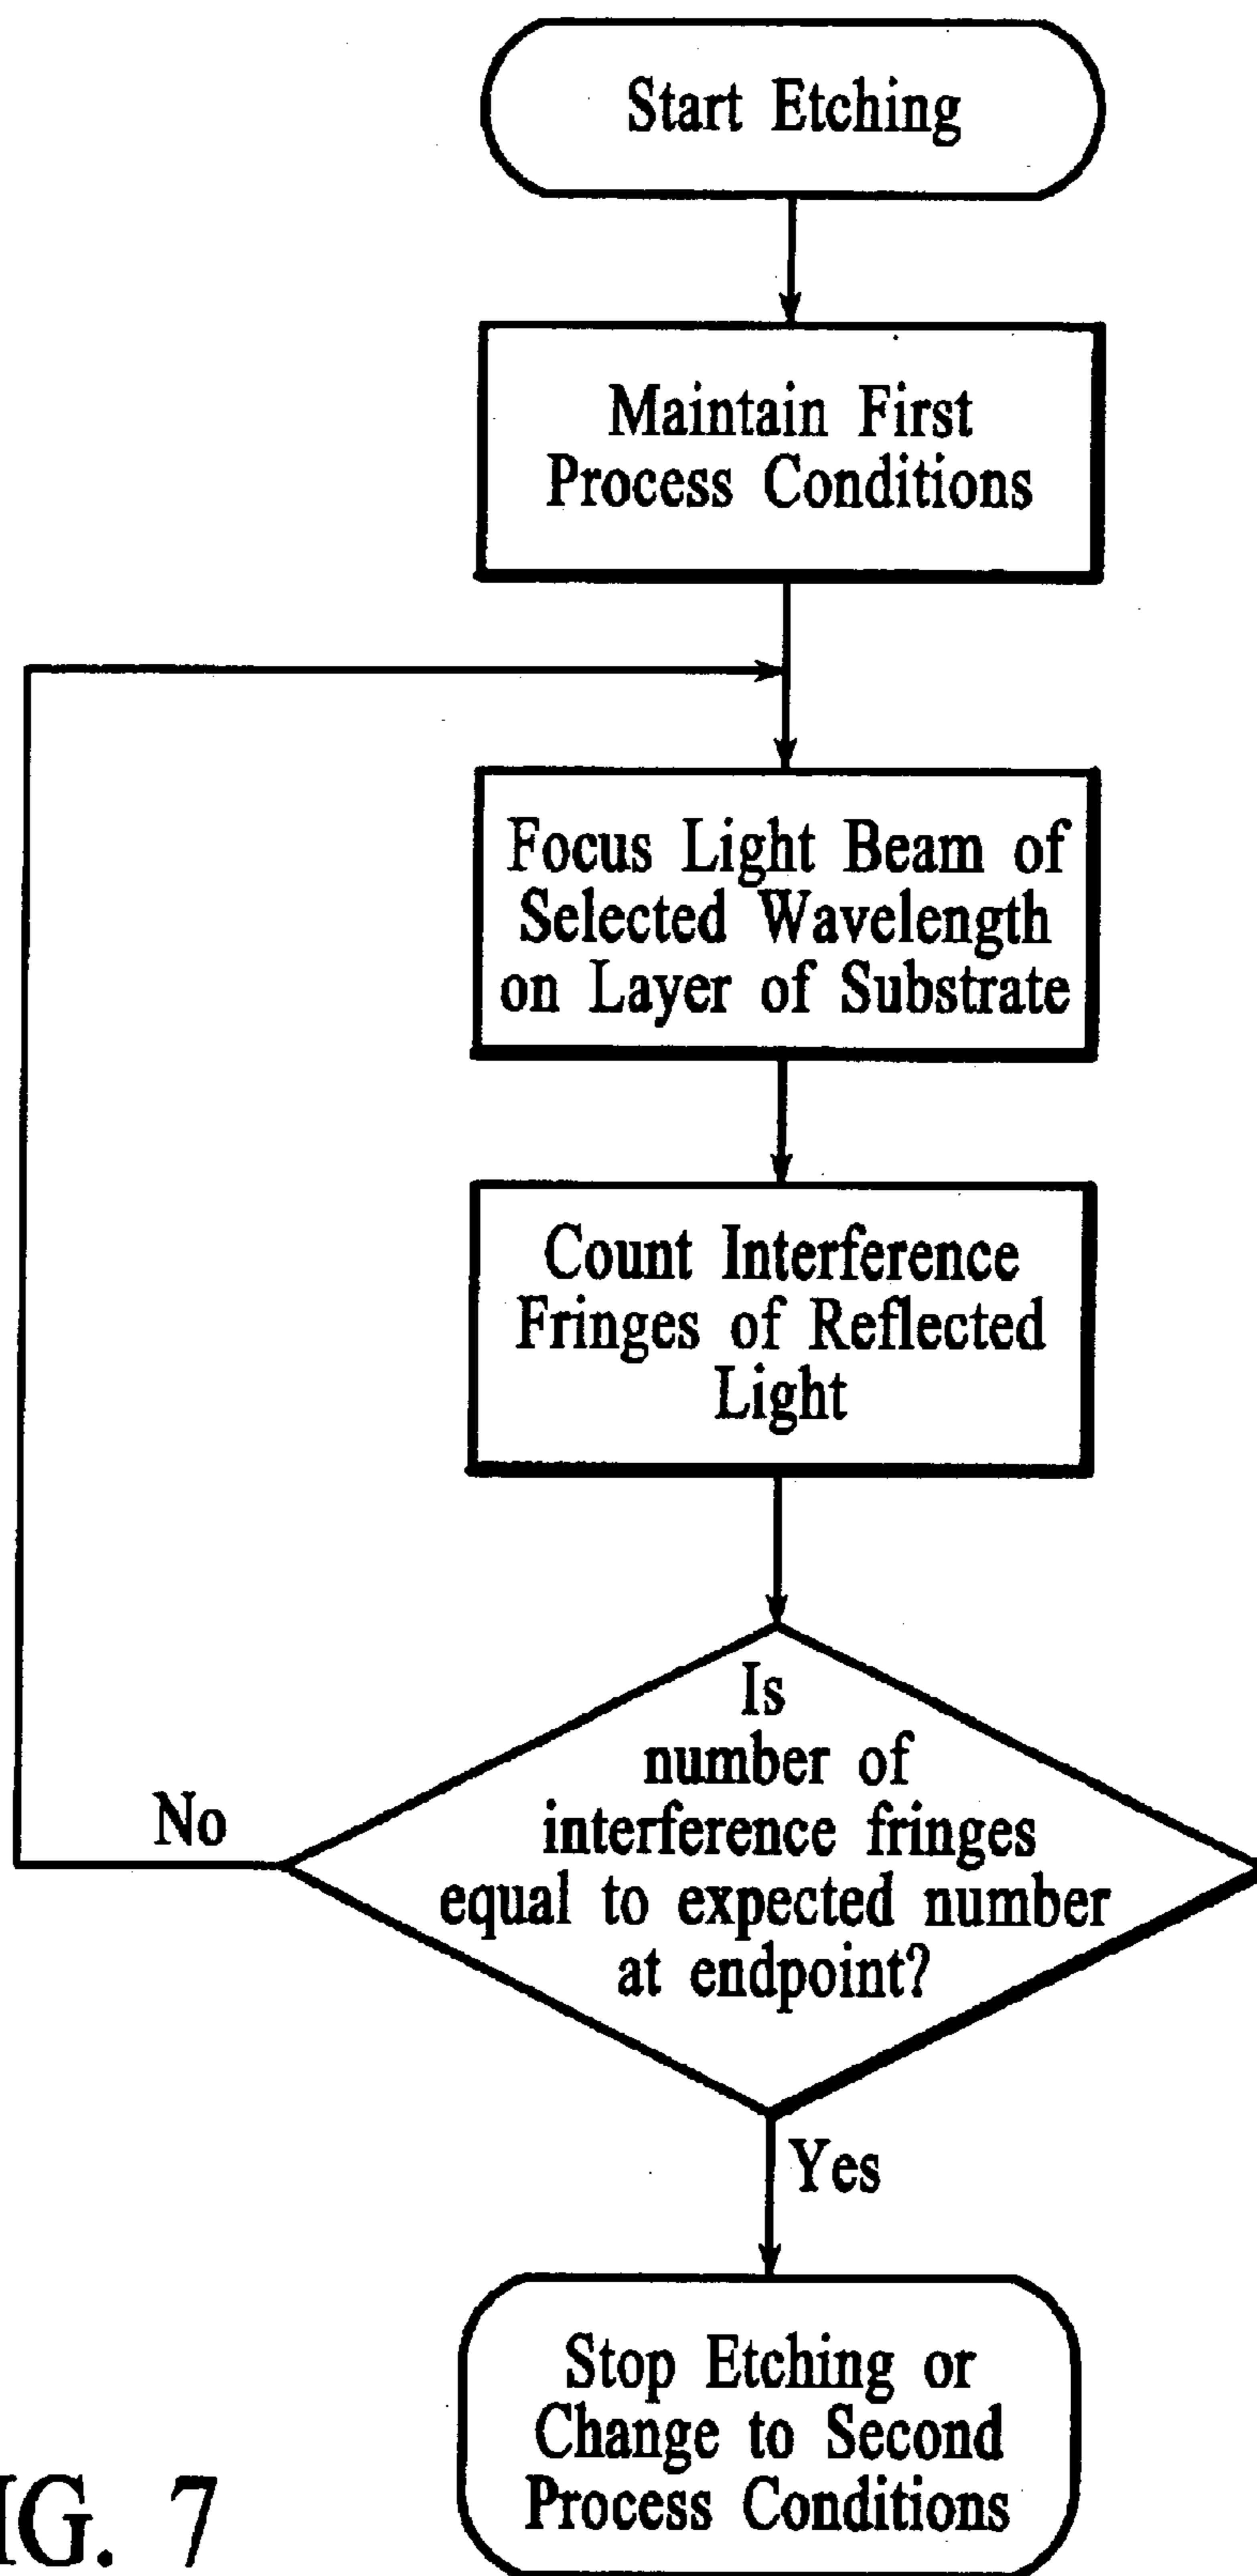 Start Etching
Maintain First
Process Conditions
Focus Light Beam of
Selected Wavelength
on Layer of Substrate
Count Interference
Fringes of Reflected
Light
Is
number of
interference fringes
equal to expected number
at endpoint?
No
Yes
Stop Etching or
Change to Second
Process Conditions
IG. 7